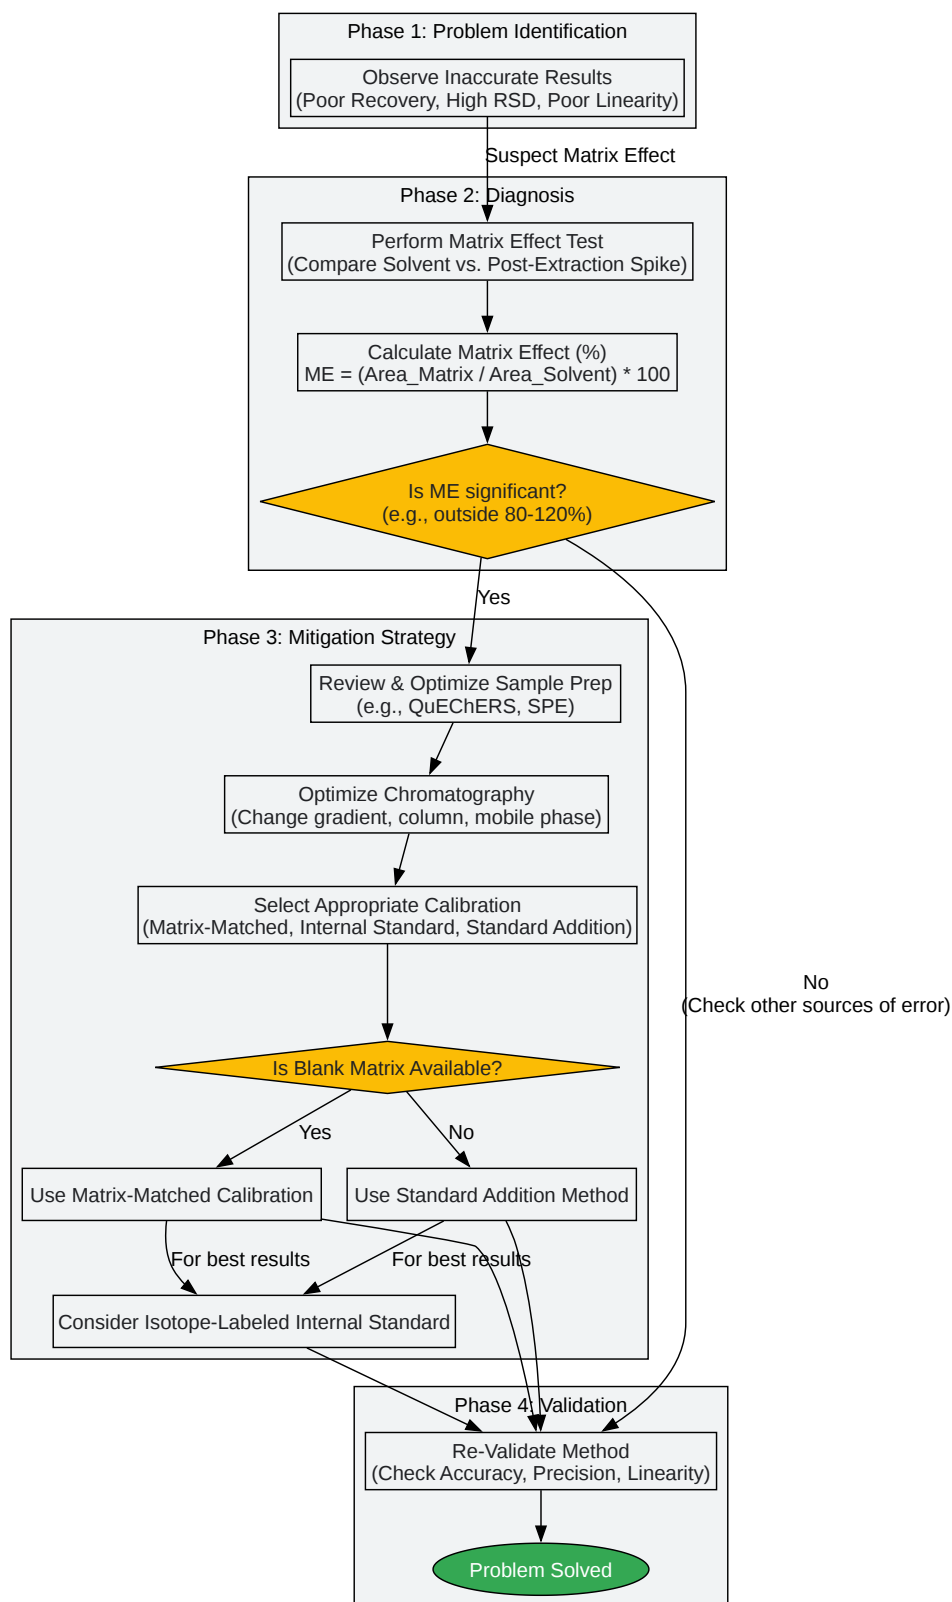 Phase 1: Problem Identification
Observe Inaccurate Results
(Poor Recovery, High RSD, Poor Linearity)
Suspect Matrix Effect
Phase 2: Diagnosis
Perform Matrix Effect Test
(Compare Solvent vs. Post-Extraction Spike)
Calculate Matrix Effect (%)
ME = (Area_Matrix / Area_Solvent) * 100
Is ME significant?
(e.g., outside 80-120%)
Yes
Phase 3: Mitigation Strategy
Review & Optimize Sample Prep
(e.g., QuEChERS, SPE)
Optimize Chromatography
(Change gradient, column, mobile phase)
Select Appropriate Calibration
(Matrix-Matched, Internal Standard, Standard Addition)
No
(Check other sources of error)
Is Blank Matrix Available?
Yes
No
Use Matrix-Matched Calibration
Use Standard Addition Method
For best results
For best results
Consider Isotope-Labeled Internal Standard
Phase 4: Validation
Re-Validate Method
(Check Accuracy, Precision, Linearity)
Problem Solved